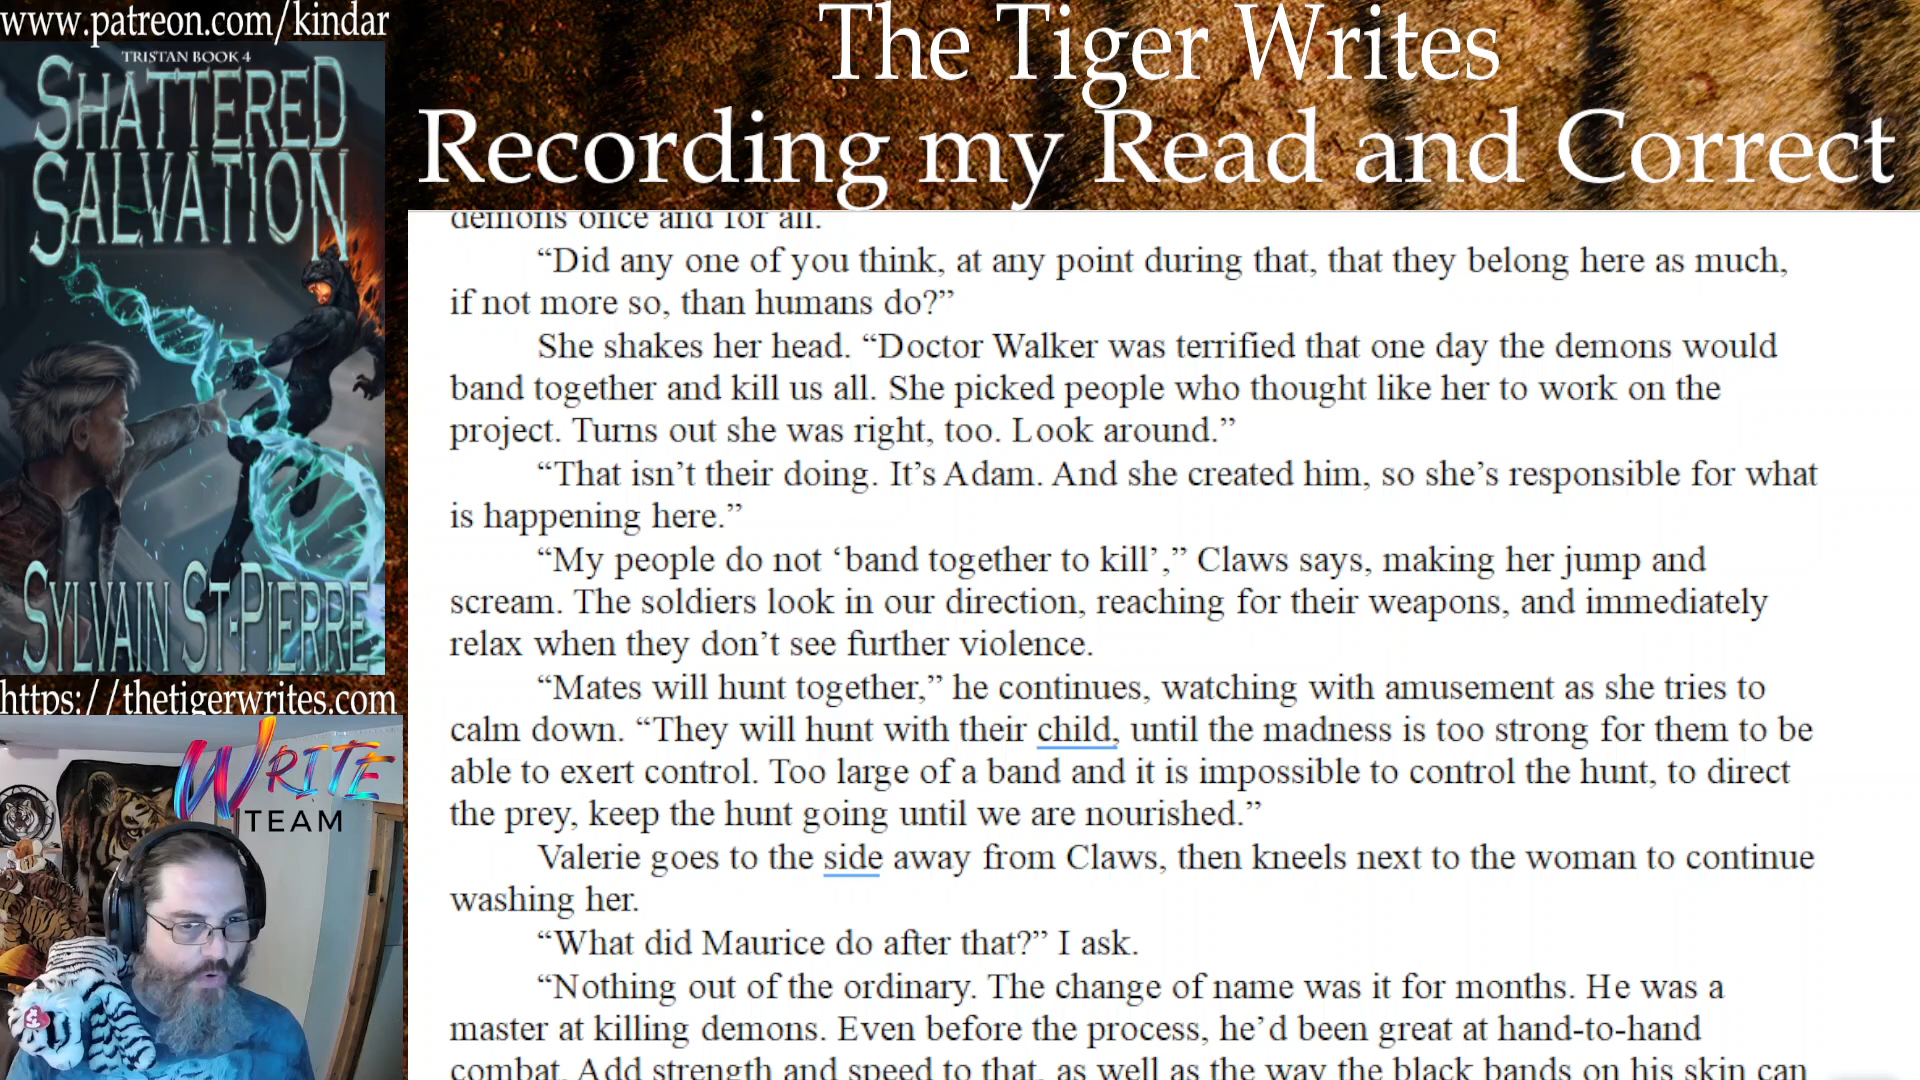 www.patreon.com/kindar
TRISTAN BOOK 4
SHATTERED
SALVATION
SYLVAIN ST-PIERRE
https://thetigerwrites.com
WRITE
TEAM
The Tiger Writes
Recording my Read and Correct
demons once and for all.
“Did any one of you think, at any point during that, that they belong here as much,
if not more so, than humans do?”
She shakes her head. “Doctor Walker was terrified that one day the demons would
band together and kill us all. She picked people who thought like her to work on the
project. Turns out she was right, too. Look around.”
“That isn’t their doing. It’s Adam. And she created him, so she’s responsible for what
is happening here.”
“My people do not ‘band together to kill’,” Claws says, making her jump and
scream. The soldiers look in our direction, reaching for their weapons, and immediately
relax when they don’t see further violence.
“Mates will hunt together,” he continues, watching with amusement as she tries to
calm down. “They will hunt with their child, until the madness is too strong for them to be
able to exert control. Too large of a band and it is impossible to control the hunt, to direct
the prey, keep the hunt going until we are nourished.”
Valerie goes to the side away from Claws, then kneels next to the woman to continue
washing her.
“What did Maurice do after that?” I ask.
“Nothing out of the ordinary. The change of name was it for months. He was a
master at killing demons. Even before the process, he’d been great at hand-to-hand
combat. Add strength and speed to that, as well as the way the black bands on his skin can